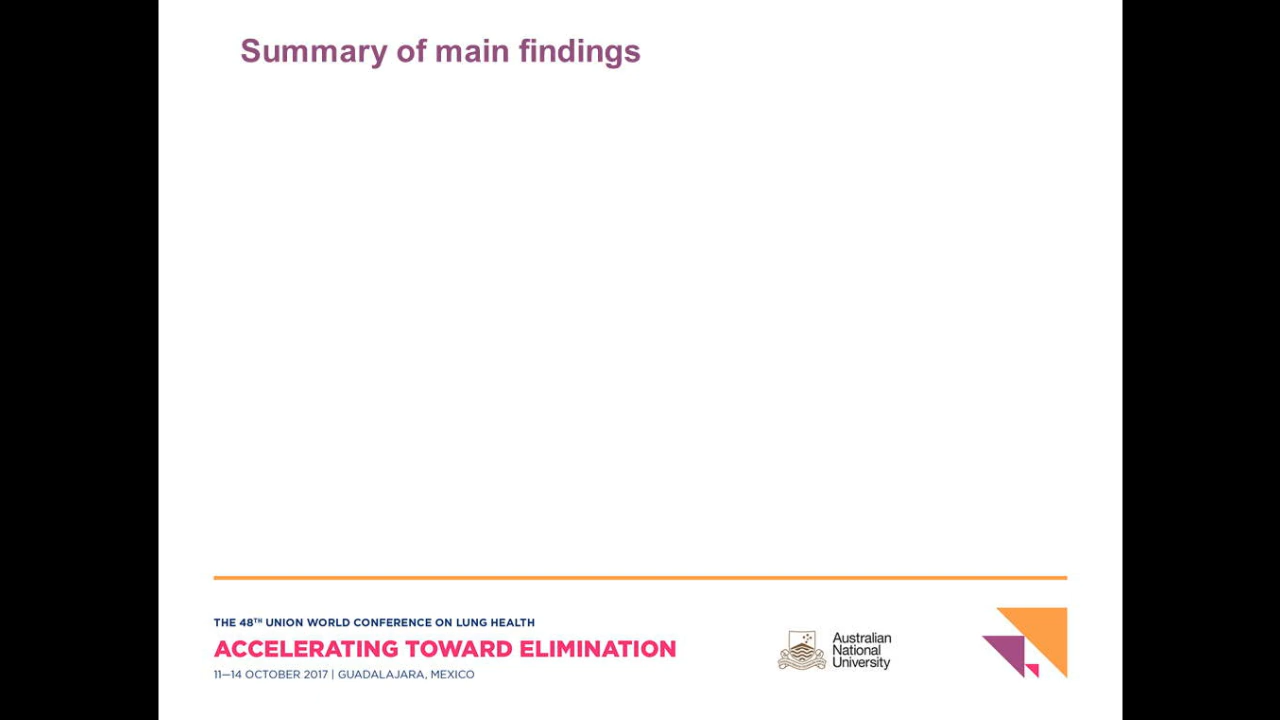 Summary of main findings
THE 48TH UNION WORLD CONFERENCE ON LUNG HEALTH
ACCELERATING TOWARD ELIMINATION
11–14 OCTOBER 2017 | GUADALAJARA, MEXICO
Australian
National
University